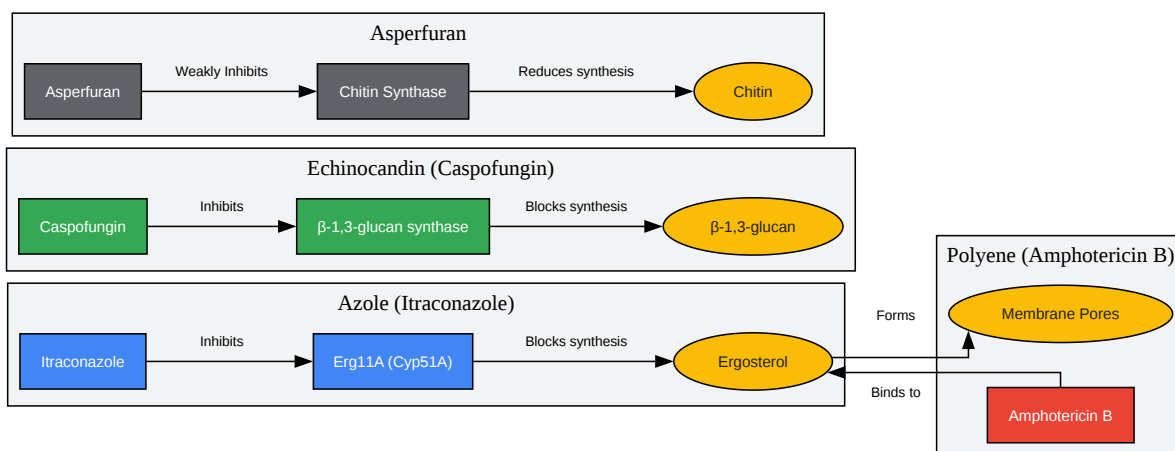 Asperfuran
Asperfuran
Weakly Inhibits
Chitin Synthase
Reduces synthesis
Chitin
Echinocandin (Caspofungin)
Caspofungin
Inhibits
β-1,3-glucan synthase
Blocks synthesis
β-1,3-glucan
Azole (Itraconazole)
Itraconazole
Inhibits
Erg11A (Cyp51A)
Blocks synthesis
Ergosterol
Forms
Binds to
Polyene (Amphotericin B)
Membrane Pores
Amphotericin B